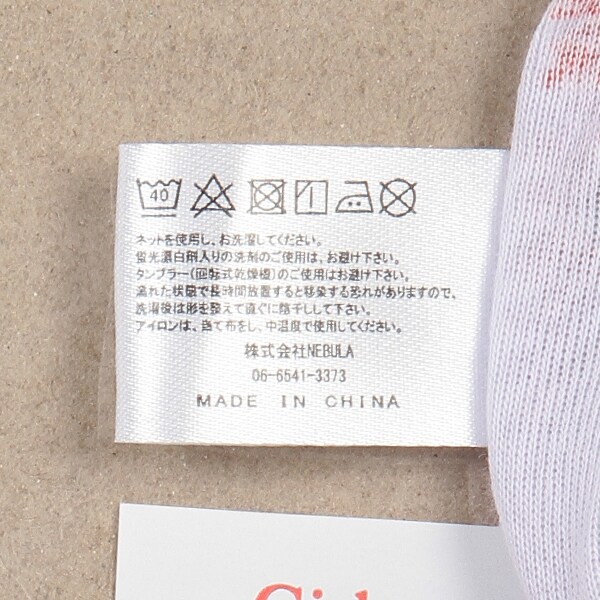 40
ネットを使用し、お洗濯してください。
蛍光漂白剤入りの洗剤のご使用は、お避け下さい。
タンブラー(回転式乾燥機)のご使用はお避け下さい。
濡れた状態で長時間放置すると移染する恐れがありますので、
洗濯後は形を整えて直ぐに陰干しして下さい。
アイロンは、当て布をし、中温度で使用してください。
株式会社NEBULA
06-6541-3373
MADE IN CHINA